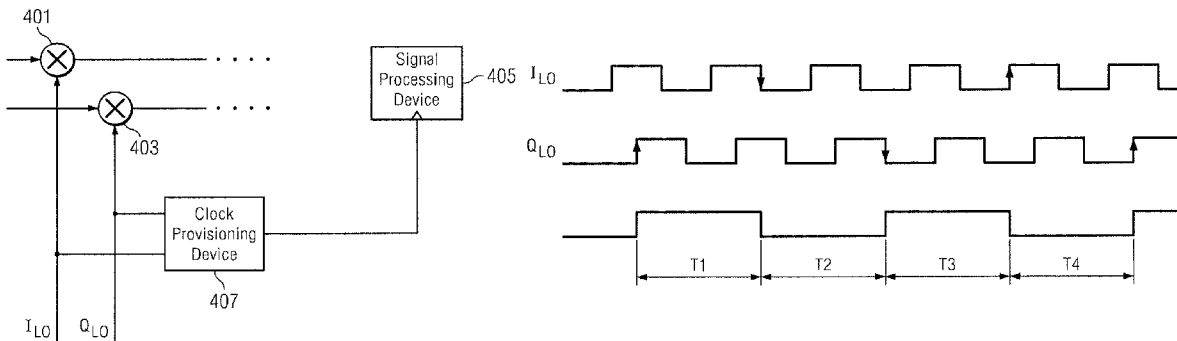 401
403
Signal
Processing
Device
405
Clock
Provisioning
Device
407
I_LO
Q_LO
I_LO
Q_LO
T1
T2
T3
T4